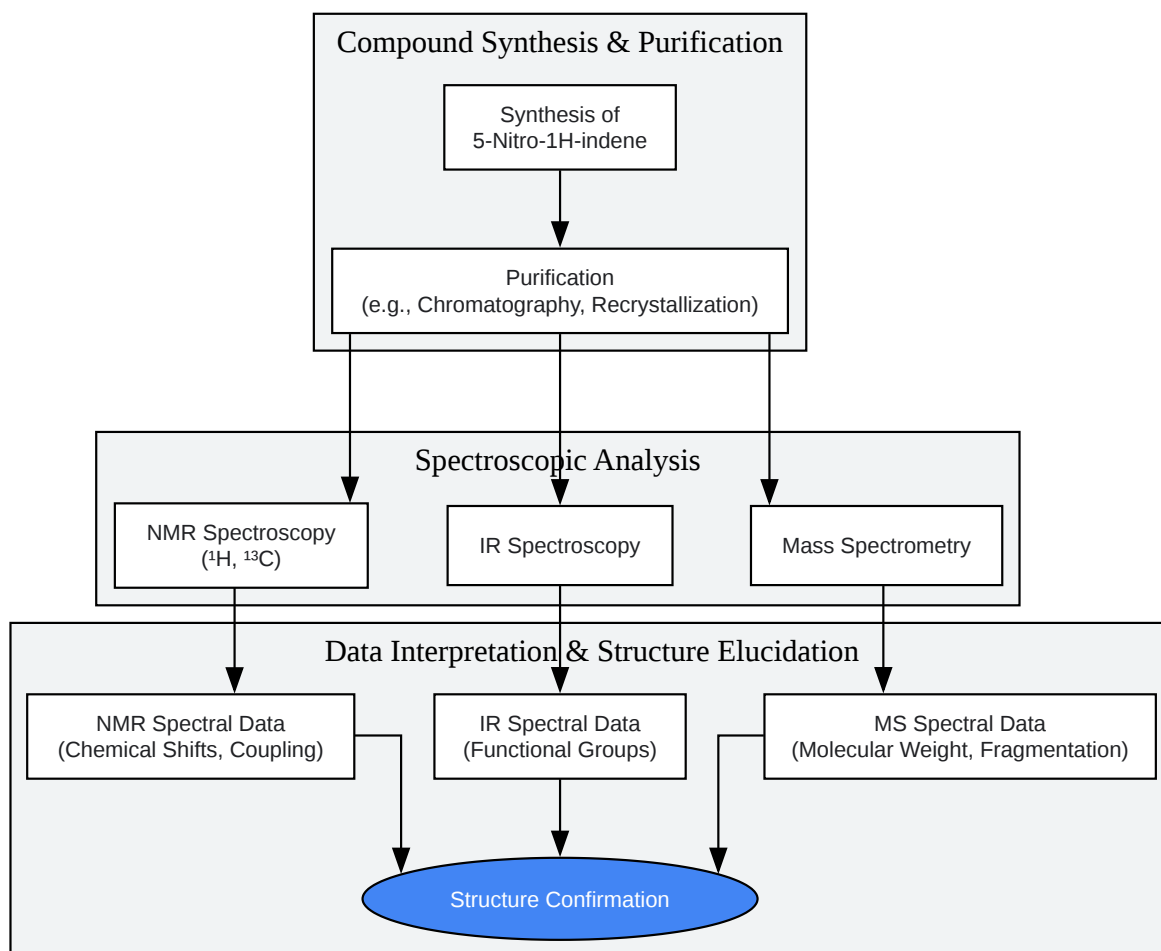 Compound Synthesis & Purification
Synthesis of
5-Nitro-1H-indene
Purification
(e.g., Chromatography, Recrystallization)
Spectroscopic Analysis
NMR Spectroscopy
(¹H, ¹³C)
IR Spectroscopy
Mass Spectrometry
Data Interpretation & Structure Elucidation
NMR Spectral Data
(Chemical Shifts, Coupling)
IR Spectral Data
(Functional Groups)
MS Spectral Data
(Molecular Weight, Fragmentation)
Structure Confirmation